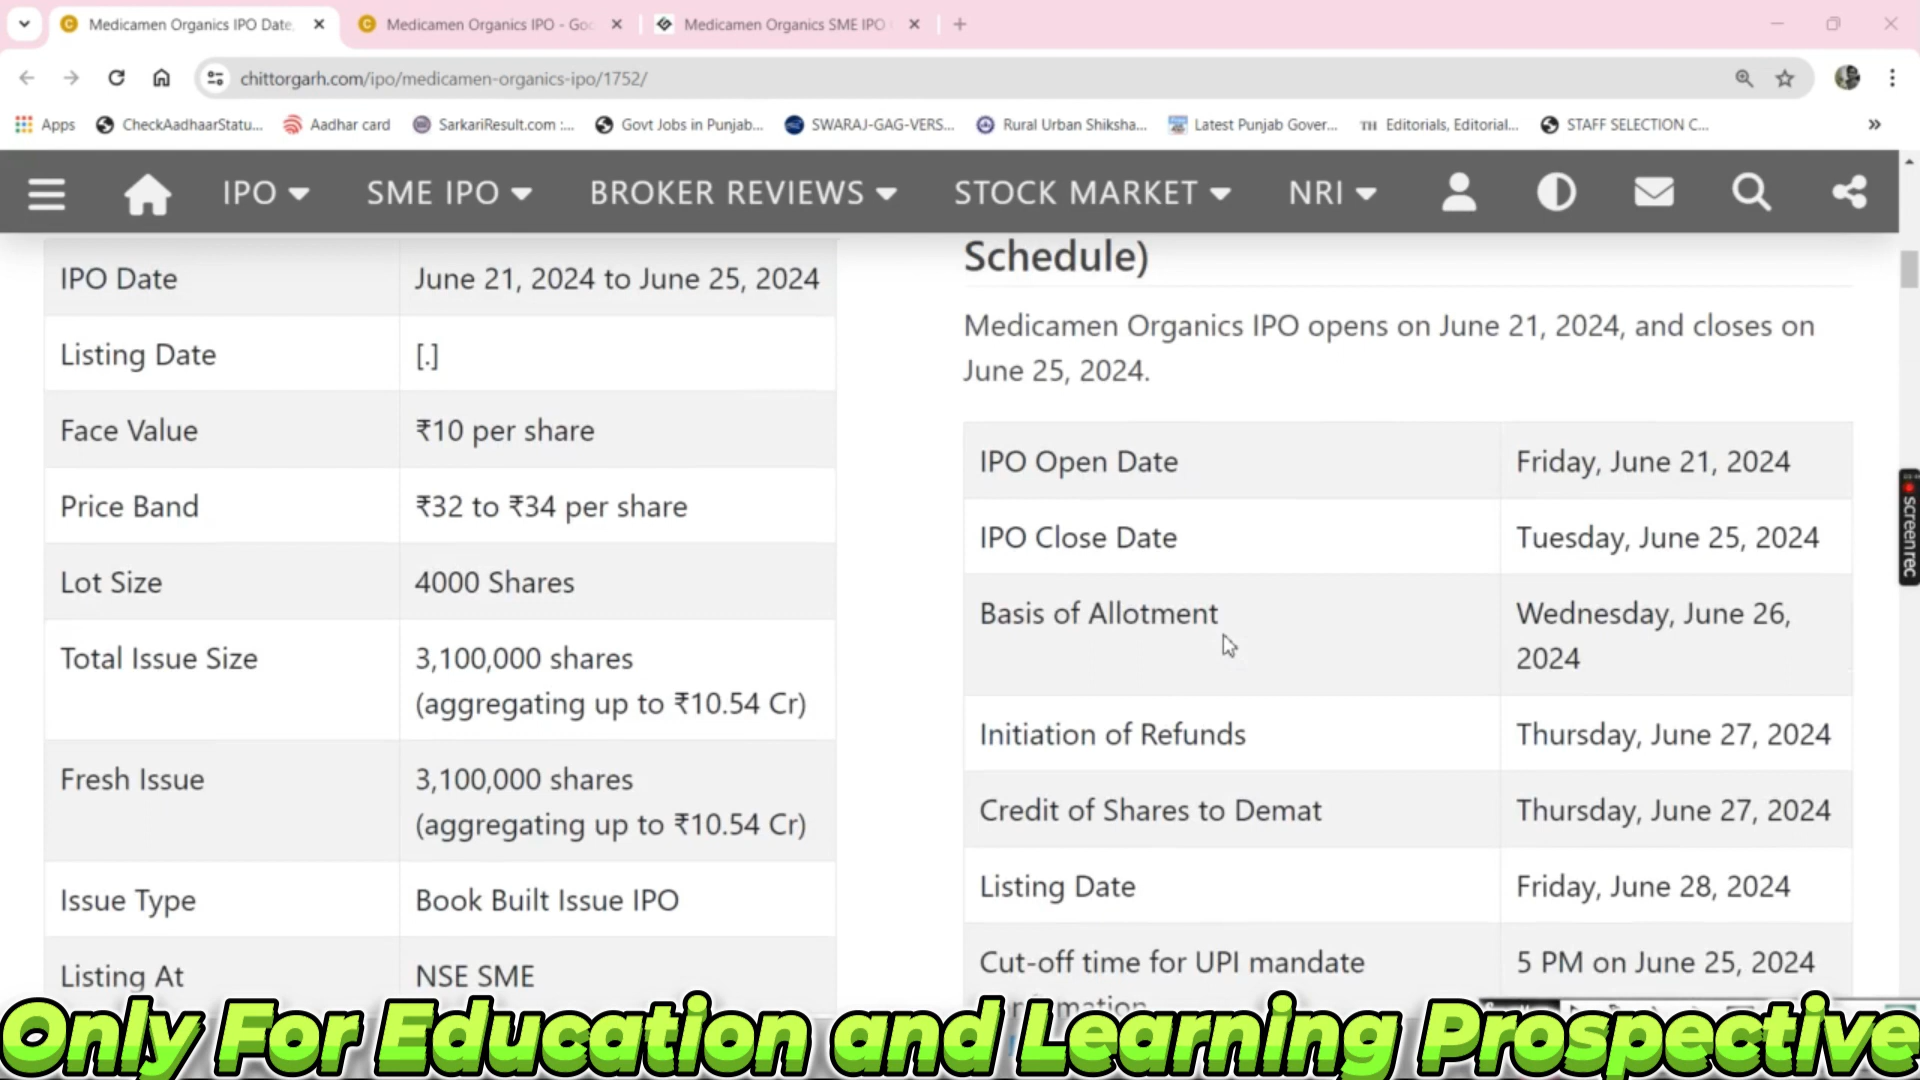 Medicamen Organics IPO Date,
Medicamen Organics IPO - Goo
Medicamen Organics SME IPO
chittorgarh.com/ipo/medicamen-organics-ipo/1752/
Apps
CheckAadhaarStatu...
Aadhar card
SarkariResult.com :...
Govt Jobs in Punjab...
SWARAJ-GAG-VERS...
Rural Urban Shiksha...
Latest Punjab Gover...
Editorials, Editorial...
STAFF SELECTION C...
IPO
SME IPO
BROKER REVIEWS
STOCK MARKET
NRI
IPO Date June 21, 2024 to June 25, 2024
Listing Date [.]
Face Value ₹10 per share
Price Band ₹32 to ₹34 per share
Lot Size 4000 Shares
Total Issue Size 3,100,000 shares
(aggregating up to ₹10.54 Cr)
Fresh Issue 3,100,000 shares
(aggregating up to ₹10.54 Cr)
Issue Type Book Built Issue IPO
Listing At NSE SME
Schedule)
Medicamen Organics IPO opens on June 21, 2024, and closes on
June 25, 2024.
IPO Open Date Friday, June 21, 2024
IPO Close Date Tuesday, June 25, 2024
Basis of Allotment Wednesday, June 26,
2024
Initiation of Refunds Thursday, June 27, 2024
Credit of Shares to Demat Thursday, June 27, 2024
Listing Date Friday, June 28, 2024
Cut-off time for UPI mandate 5 PM on June 25, 2024
screenrec
Only For Education and Learning Prospective